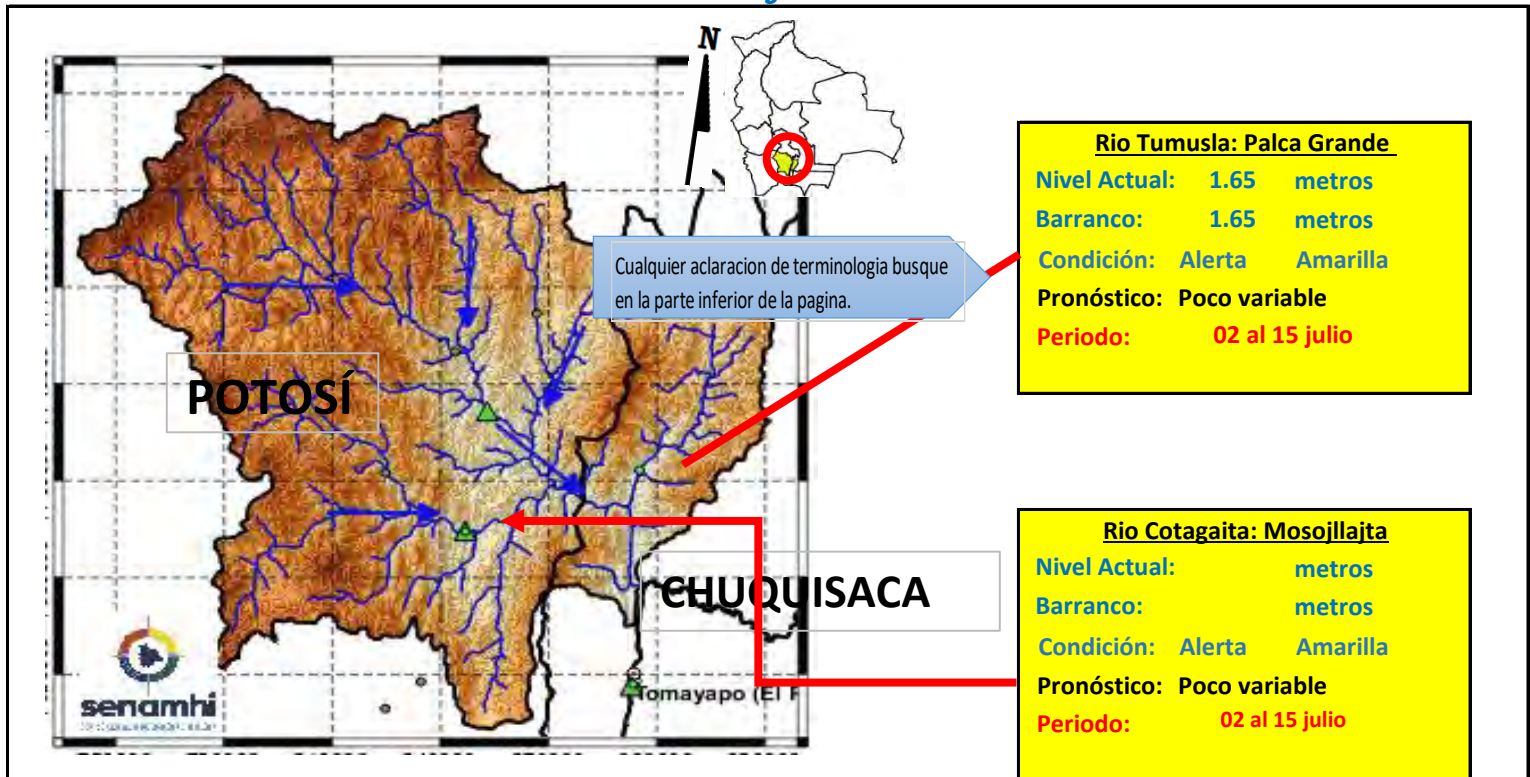 N
Rio Tumusla: Palca Grande
Nivel Actual: 1.65 metros
Barranco: 1.65 metros
Condición: Alerta Amarilla
Pronóstico: Poco variable
Periodo: 02 al 15 julio
Cualquier aclaracion de terminologia busque
en la parte inferior de la pagina.
POTOSÍ
CHUQUISACA
Rio Cotagaita: Mosojllajta
Nivel Actual: metros
Barranco: metros
Condición: Alerta Amarilla
Pronóstico: Poco variable
Periodo: 02 al 15 julio
senamhi
Tomayapo (El